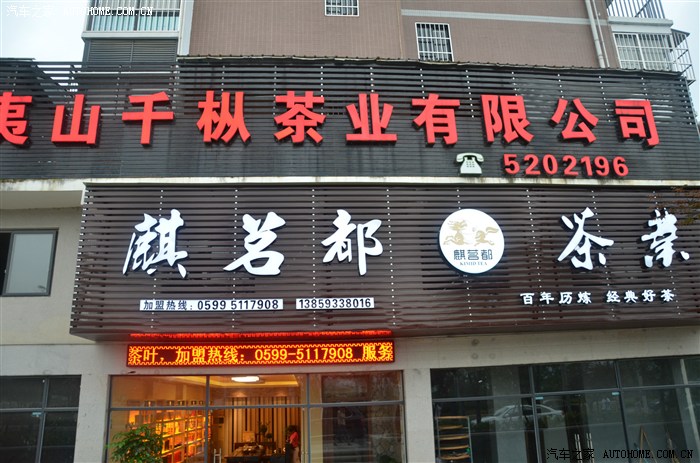 汽车之家 AUTOHOME.COM.CN
夷山千枞茶业有限公司
5202196
麒茗都 麒茗都 茶業
加盟热线：0599 5117908 13859338016
百年历炼 经典好茶
茶叶，加盟热线：0599-5117908 服务
汽车之家 AUTOHOME.COM.CN